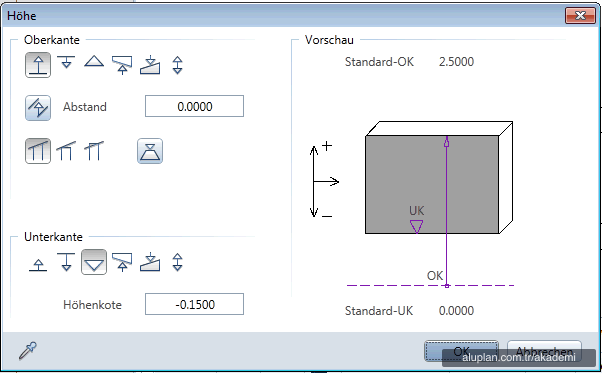 Höhe
Oberkante
Abstand 0.0000
Unterkante
Höhenkote -0.1500
Vorschau
Standard-OK 2.5000
+
–
UK
OK
Standard-UK 0.0000
OK Abbrechen
aluplan.com.tr/akademi